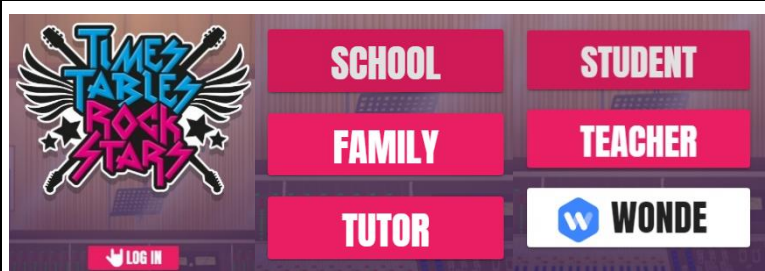 TIMES
TABLES
ROCK
STARS
LOG IN
SCHOOL
FAMILY
TUTOR
STUDENT
TEACHER
WONDE